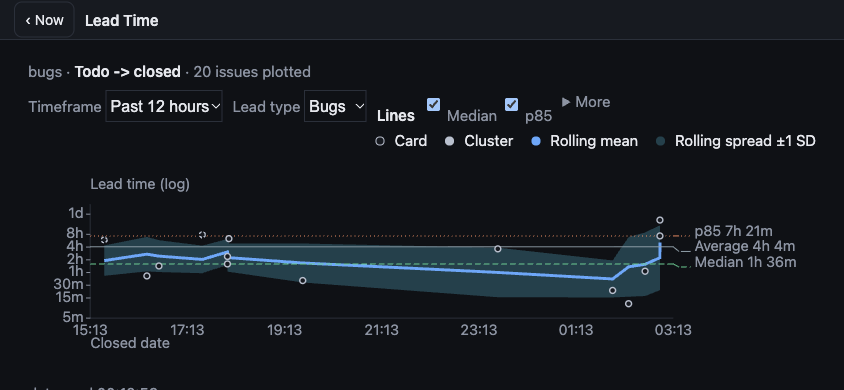 ‹ Now Lead Time
bugs · Todo -> closed · 20 issues plotted
Timeframe Past 12 hours Lead type Bugs Lines Median p85 ▶ More
Card Cluster Rolling mean Rolling spread ±1 SD
Lead time (log)
1d
8h
4h
2h
1h
30m
15m
5m
p85 7h 21m
Average 4h 4m
Median 1h 36m
15:13 17:13 19:13 21:13 23:13 01:13 03:13
Closed date